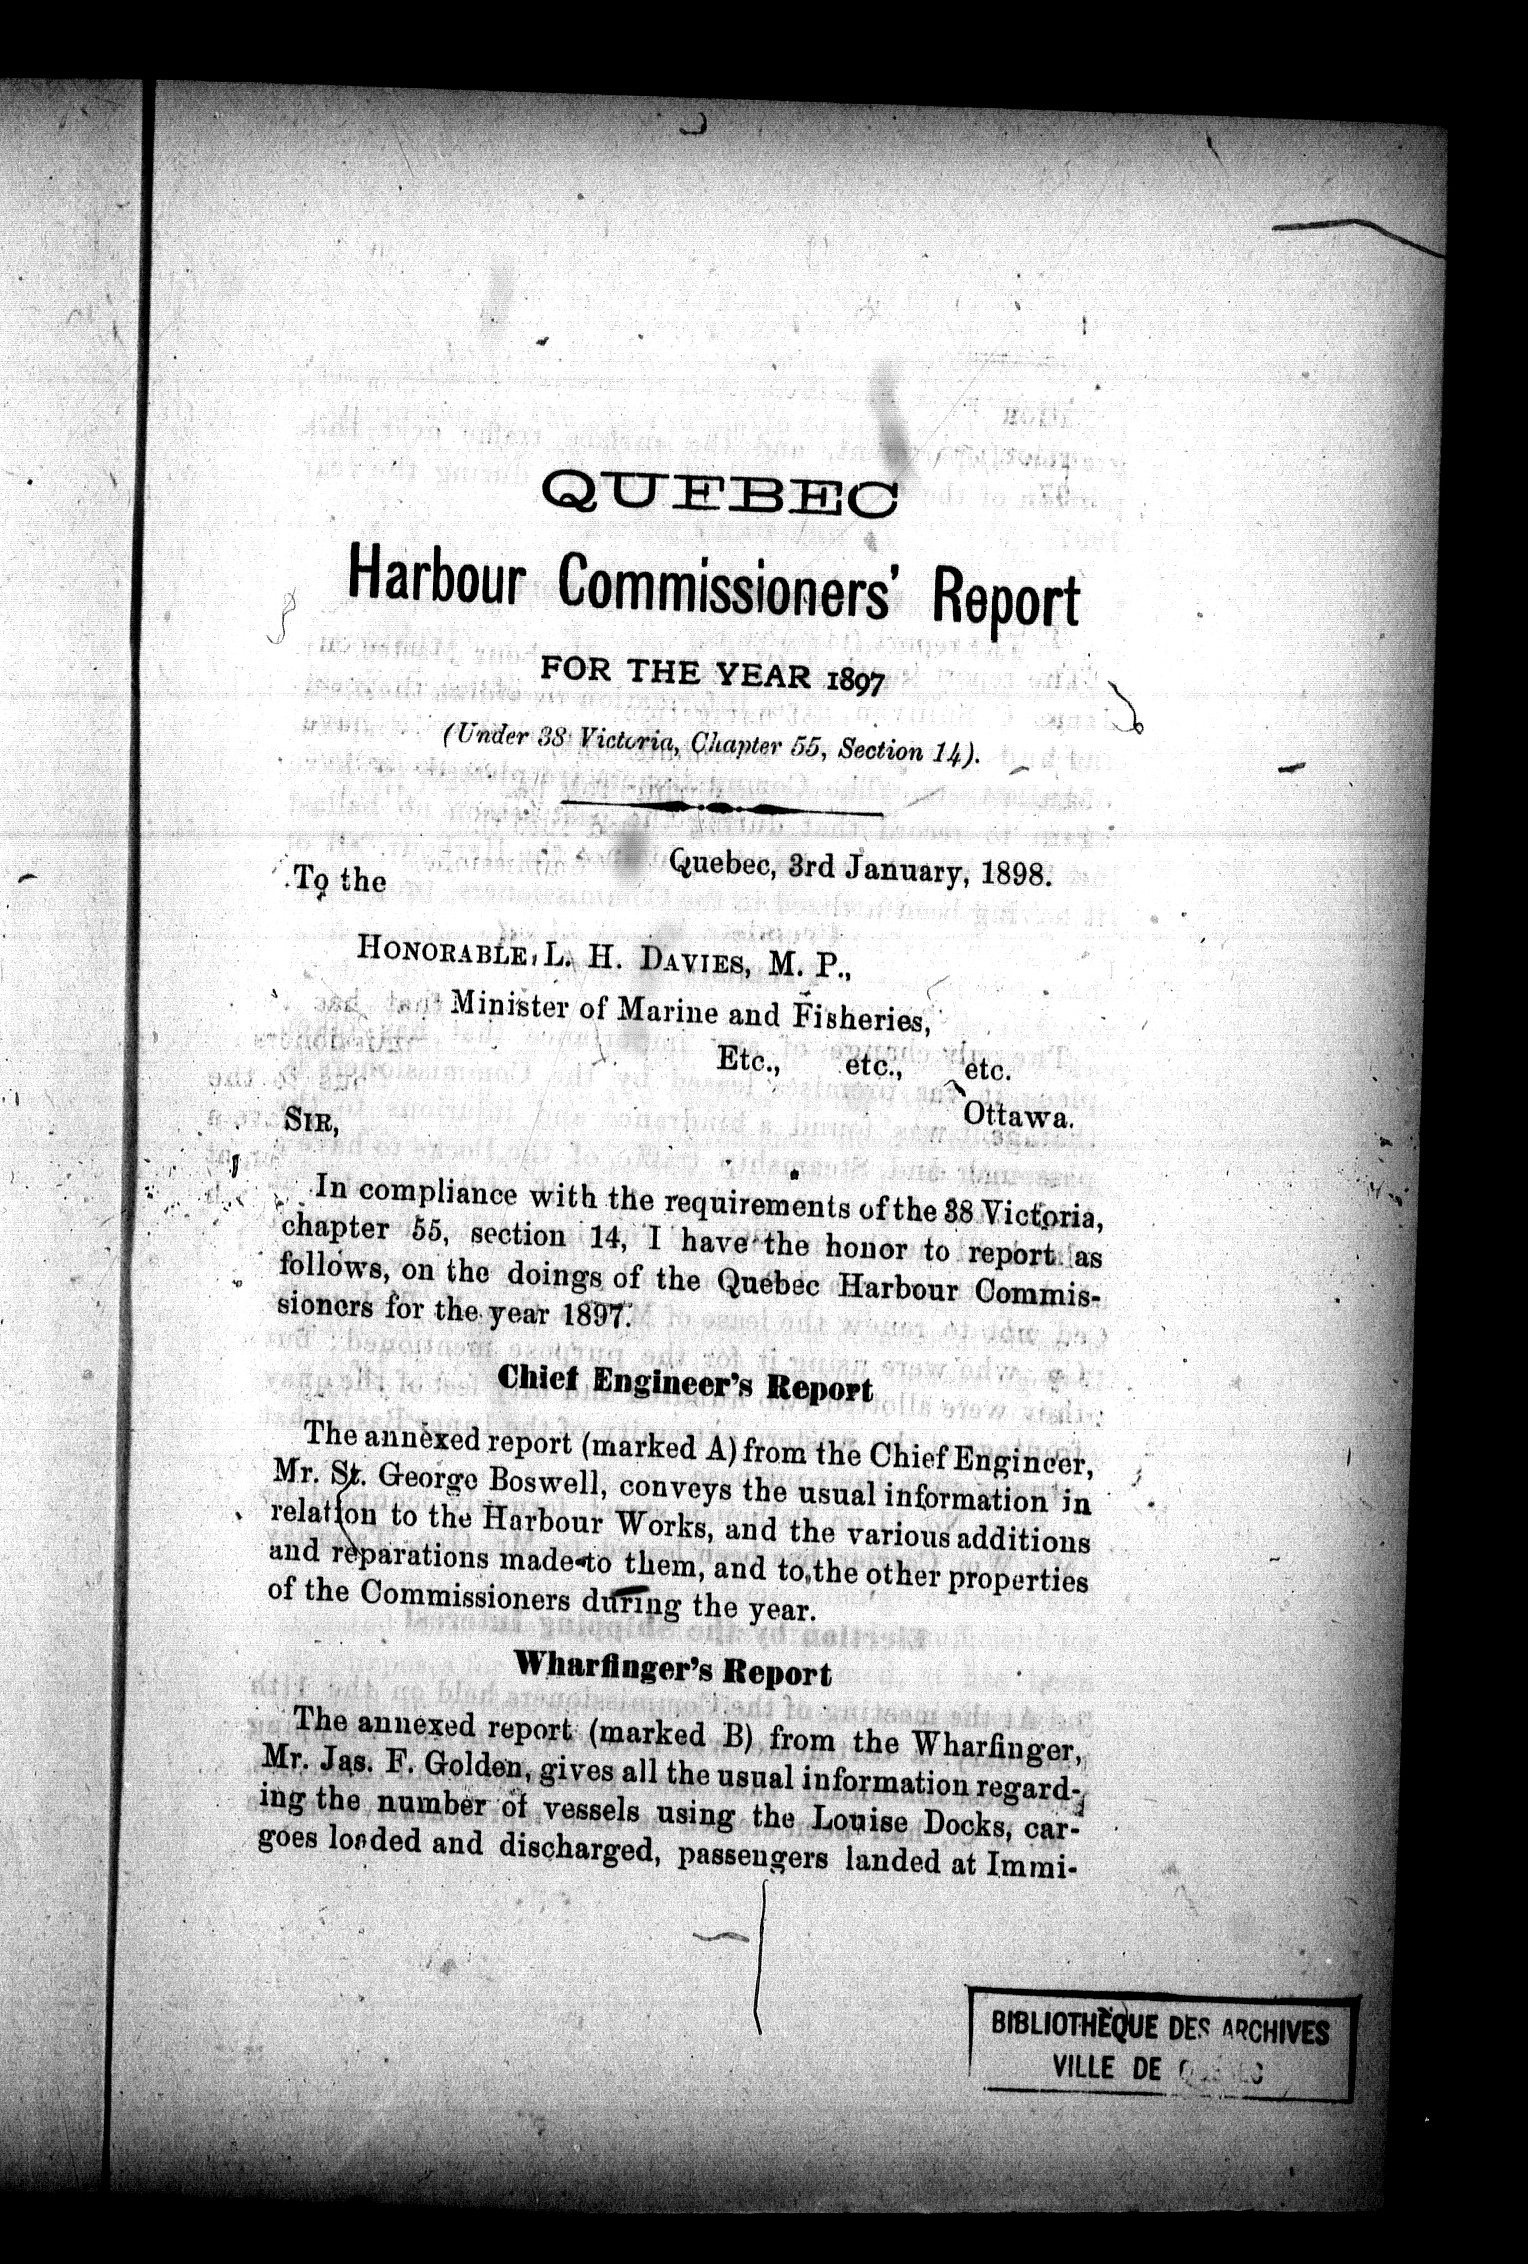 QUEBEC
Harbour Commissioners' Report
FOR THE YEAR 1897
(Under 38 Victoria, Chapter 55, Section 14).
Quebec, 3rd January, 1898.
To the
HONORABLE, L. H. DAVIES, M. P.,
Minister of Marine and Fisheries,
Etc., etc., etc.
Ottawa.
SIR,
In compliance with the requirements of the 38 Victoria,
chapter 55, section 14, I have the honor to report as
follows, on the doings of the Quebec Harbour Commis-
sioners for the year 1897.
Chief Engineer's Report
The annexed report (marked A) from the Chief Engineer,
Mr. St. George Boswell, conveys the usual information in
relation to the Harbour Works, and the various additions
and reparations made to them, and to the other properties
of the Commissioners during the year.
Wharfinger's Report
The annexed report (marked B) from the Wharfinger,
Mr. Jas. F. Golden, gives all the usual information regard-
ing the number of vessels using the Louise Docks, car-
goes loaded and discharged, passengers landed at Immi-
BIBLIOTHÈQUE DES ARCHIVES
VILLE DE QUÉBEC